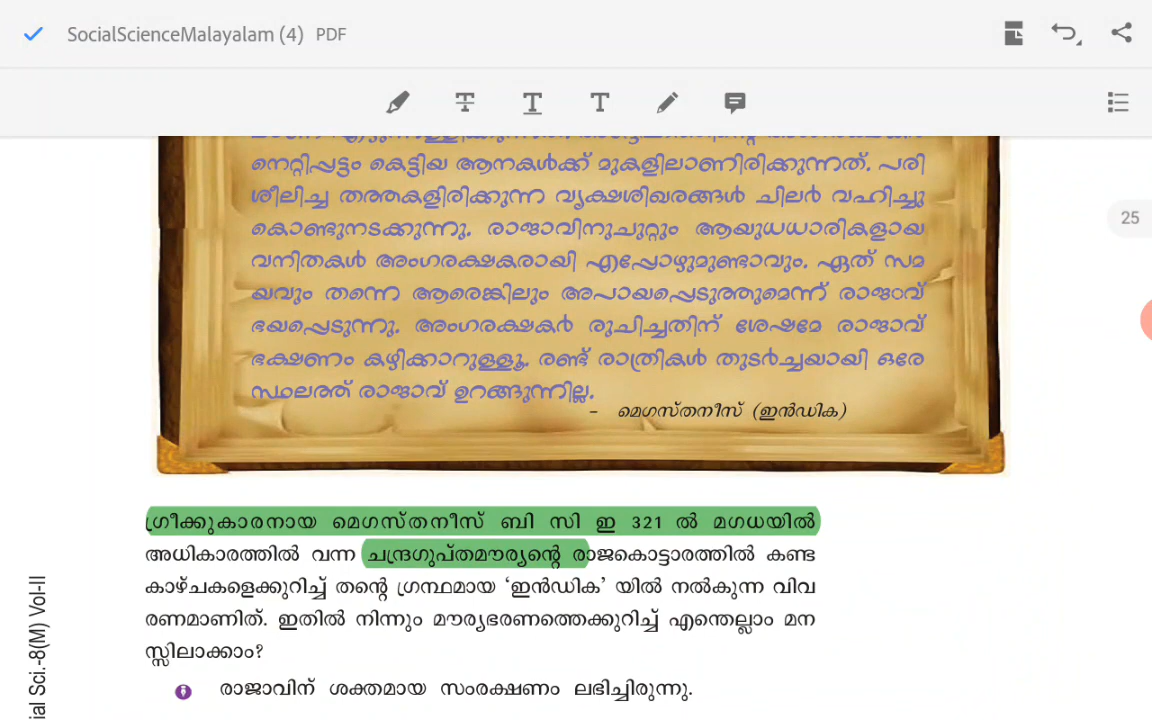 SocialScienceMalayalam (4) PDF
നെറ്റിപ്പട്ടം കെട്ടിയ ആനകൾക്ക് മുകളിലാണിരിക്കുന്നത്. പരി
ശീലിച്ച തത്തകളിരിക്കുന്ന വൃക്ഷശിഖരങ്ങൾ ചിലർ വഹിച്ചു
കൊണ്ടുനടക്കുന്നു. രാജാവിനുചുറ്റും ആയുധധാരികളായ
വനിതകൾ അംഗരക്ഷകരായി എപ്പോഴുമുണ്ടാവും. ഏത് സമ
യവും തന്നെ ആരെങ്കിലും അപായപ്പെടുത്തുമെന്ന് രാജാവ്
ഭയപ്പെടുന്നു. അംഗരക്ഷകർ രുചിച്ചതിന് ശേഷമേ രാജാവ്
ഭക്ഷണം കഴിക്കാറുള്ളൂ. രണ്ട് രാത്രികൾ തുടർച്ചയായി ഒരേ
സ്ഥലത്ത് രാജാവ് ഉറങ്ങുന്നില്ല.
- മെഗസ്തനീസ് (ഇൻഡിക)
25
ഗ്രീക്കുകാരനായ മെഗസ്തനീസ് ബി സി ഇ 321 ൽ മഗധയിൽ
അധികാരത്തിൽ വന്ന ചന്ദ്രഗുപ്തമൗര്യന്റെ രാജകൊട്ടാരത്തിൽ കണ്ട
കാഴ്ചകളെക്കുറിച്ച് തന്റെ ഗ്രന്ഥമായ ‘ഇൻഡിക’ യിൽ നൽകുന്ന വിവ
രണമാണിത്. ഇതിൽ നിന്നും മൗര്യഭരണത്തെക്കുറിച്ച് എന്തെല്ലാം മന
സ്സിലാക്കാം?
രാജാവിന് ശക്തമായ സംരക്ഷണം ലഭിച്ചിരുന്നു.
ial Sci.-8(M) Vol-II